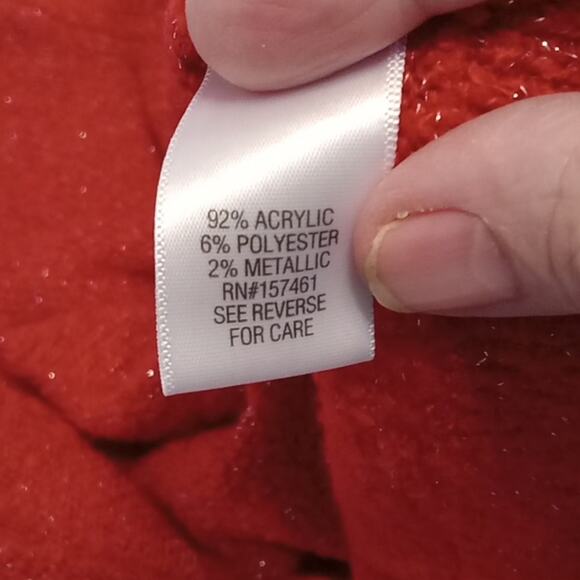 92% ACRYLIC
6% POLYESTER
2% METALLIC
RN#157461
SEE REVERSE
FOR CARE